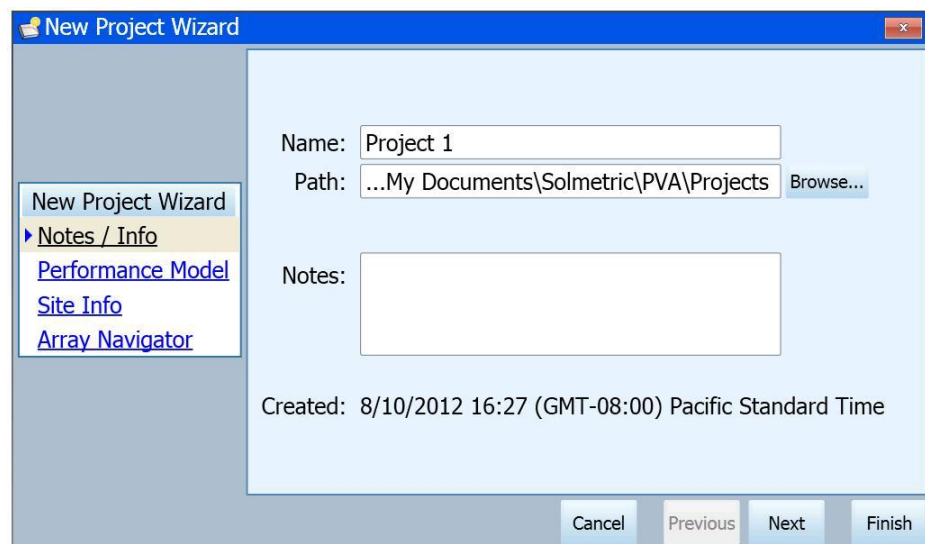 New Project Wizard
x
Name: Project 1
Path: ...My Documents\Solmetric\PVA\Projects Browse...
New Project Wizard
Notes / Info
Performance Model
Site Info
Array Navigator
Notes:
Created: 8/10/2012 16:27 (GMT-08:00) Pacific Standard Time
Cancel Previous Next Finish